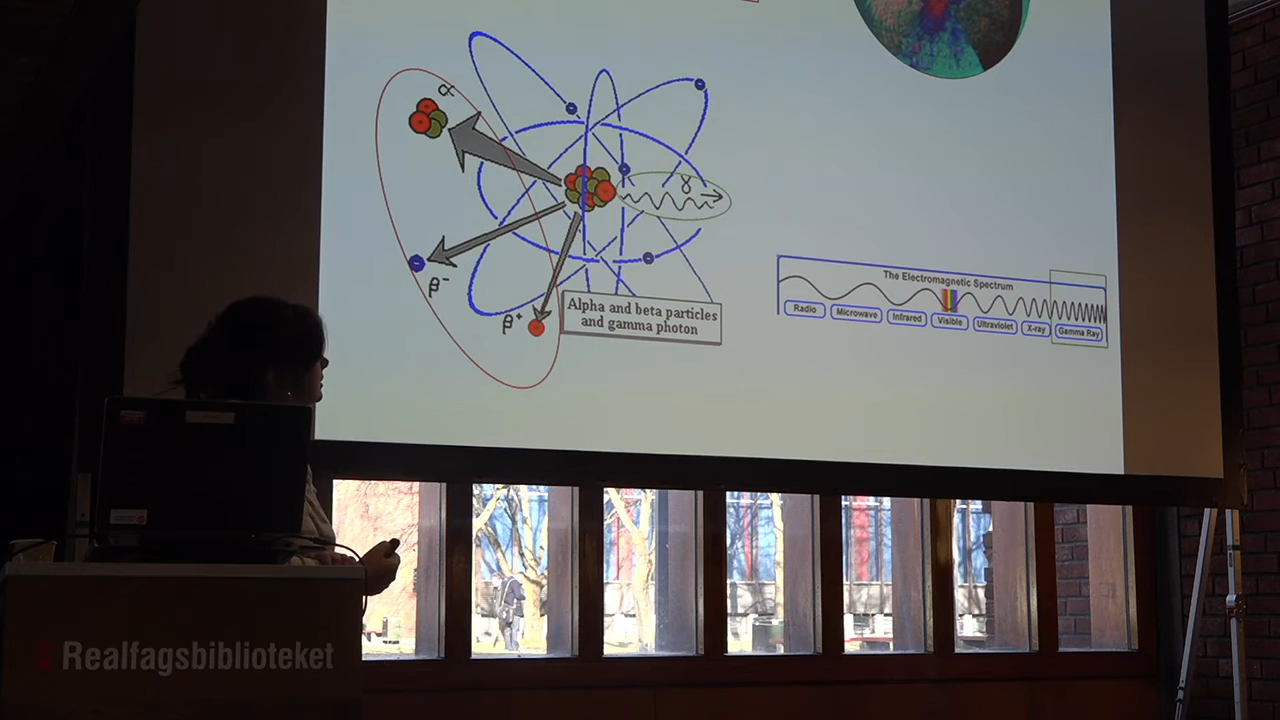 α
γ
β⁻
β⁺
Alpha and beta particles
and gamma photon
The Electromagnetic Spectrum
Radio Microwave Infrared Visible Ultraviolet X-ray Gamma Ray
Realfagsbiblioteket